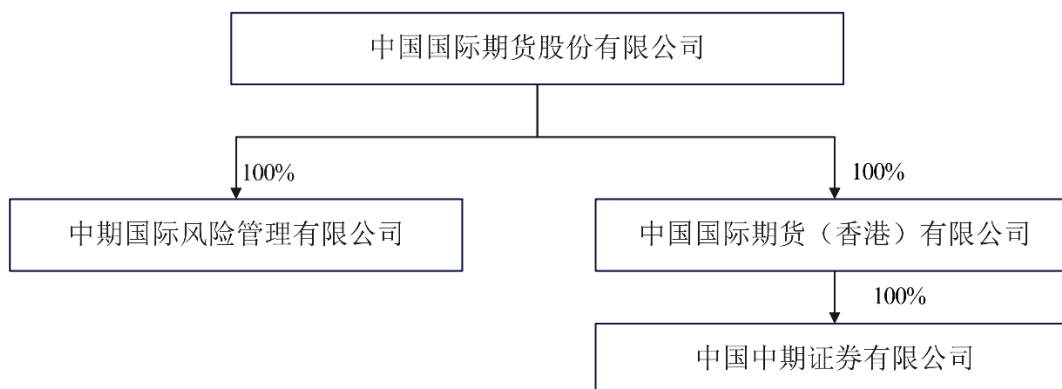 中国国际期货股份有限公司
100%
100%
中期国际风险管理有限公司
中国国际期货（香港）有限公司
100%
中国中期证券有限公司